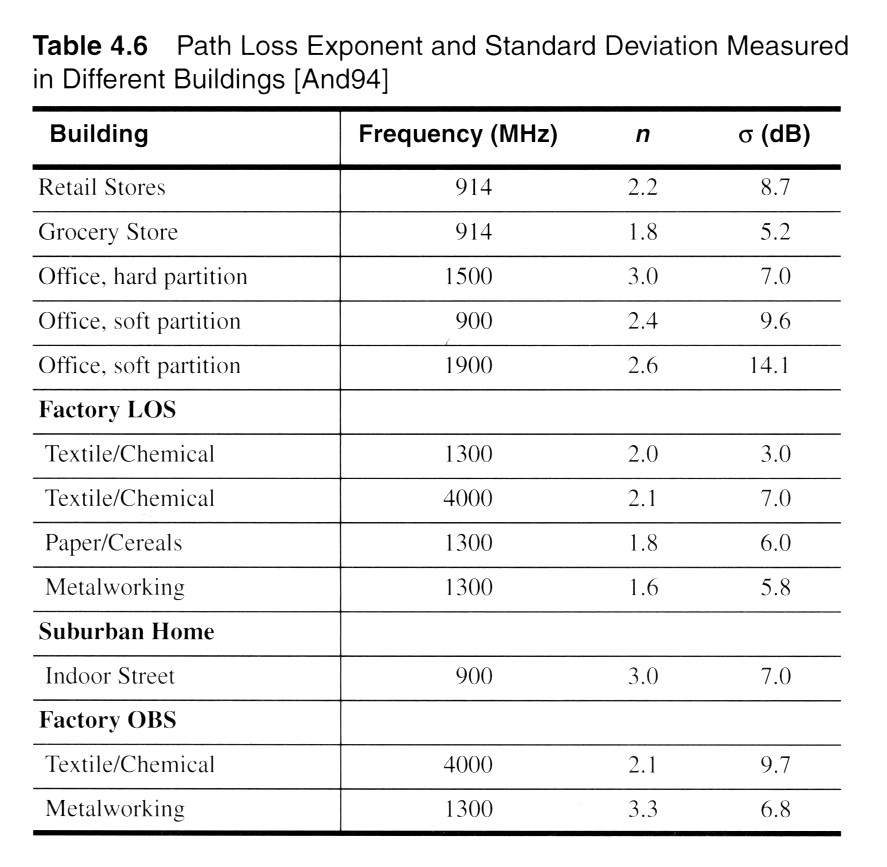 Table 4.6 Path Loss Exponent and Standard Deviation Measured
in Different Buildings [And94]
Building Frequency (MHz) n σ (dB)
Retail Stores 914 2.2 8.7
Grocery Store 914 1.8 5.2
Office, hard partition 1500 3.0 7.0
Office, soft partition 900 2.4 9.6
Office, soft partition 1900 2.6 14.1
Factory LOS
Textile/Chemical 1300 2.0 3.0
Textile/Chemical 4000 2.1 7.0
Paper/Cereals 1300 1.8 6.0
Metalworking 1300 1.6 5.8
Suburban Home
Indoor Street 900 3.0 7.0
Factory OBS
Textile/Chemical 4000 2.1 9.7
Metalworking 1300 3.3 6.8